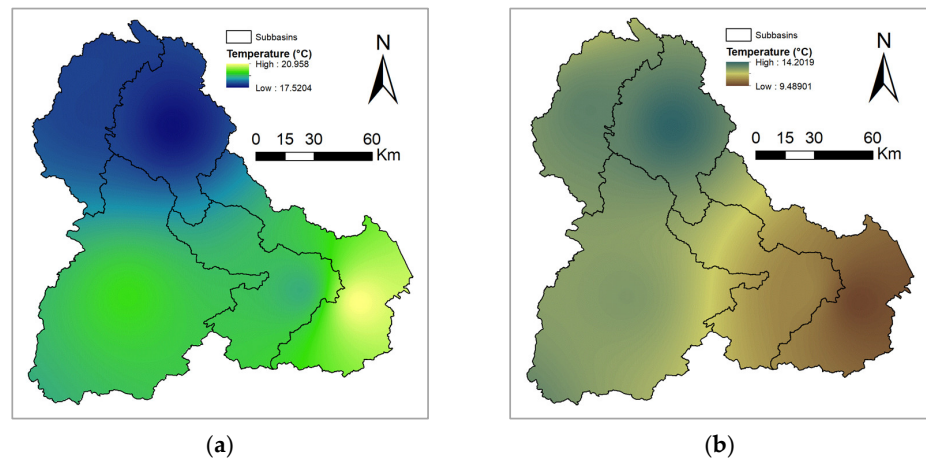 Subbasins
Temperature (°C)
High : 20.958
Low : 17.5204
N
0 15 30 60
Km
Subbasins
Temperature (°C)
High : 14.2019
Low : 9.48901
N
0 15 30 60
Km
(a)
(b)